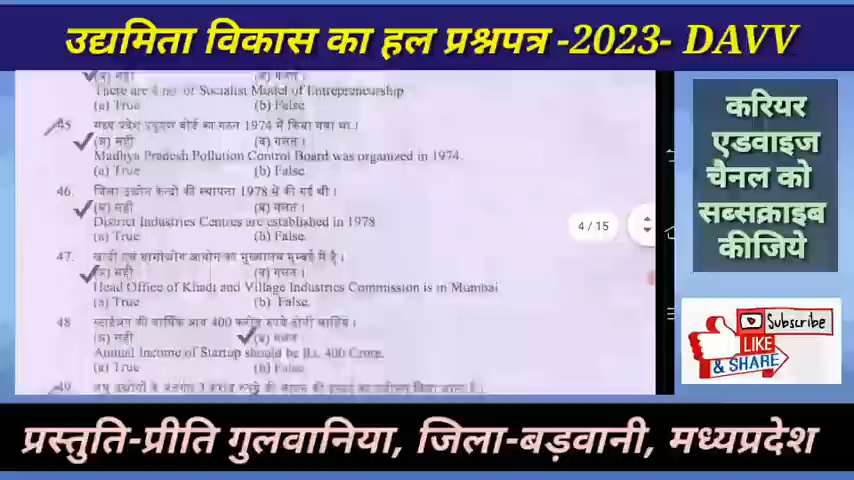 उद्यमिता विकास का हल प्रश्नपत्र -2023- DAVV
There are 4 no. of Socialist Model of Entrepreneurship
(a) True (b) False
45 मध्य प्रदेश प्रदूषण बोर्ड का गठन 1974 में किया गया था।
(अ) सही (ब) गलत।
Madhya Pradesh Pollution Control Board was organized in 1974.
(a) True (b) False.
46. जिला उद्योग केन्द्रों की स्थापना 1978 में की गई थी।
(अ) सही (ब) गलत।
District Industries Centres are established in 1978
(a) True (b) False.
47. खादी एवं ग्रामोद्योग आयोग का मुख्यालय मुम्बई में है।
(अ) सही (ब) गलत।
Head Office of Khadi and Village Industries Commission is in Mumbai
(a) True (b) False.
48 स्टार्टअप की वार्षिक आय 400 करोड़ रुपये होनी चाहिये।
(अ) सही (ब) गलत।
Annual Income of Startup should be Rs. 400 Crore.
(a) True (b) False.
49
4 / 15
करियर
एडवाइज
चैनल को
सब्सक्राइब
कीजिये
Subscribe
LIKE
& SHARE
प्रस्तुति-प्रीति गुलवानिया, जिला-बड़वानी, मध्यप्रदेश